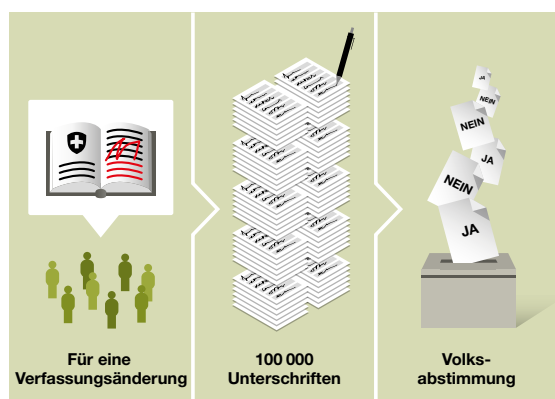 JA
NEIN
NEIN
JA
NEIN
JA
Für eine
Verfassungsänderung
100 000
Unterschriften
Volks-
abstimmung